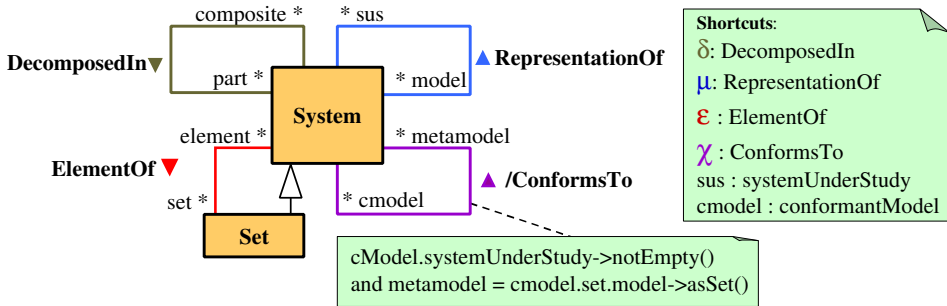 composite *
* sus
DecomposedIn▼
▲ RepresentationOf
part *
* model
System
element *
* metamodel
ElementOf ▼
▲ /ConformsTo
set *
* cmodel
Set
cModel.systemUnderStudy->notEmpty()
and metamodel = cmodel.set.model->asSet()
Shortcuts:
δ: DecomposedIn
μ: RepresentationOf
ε : ElementOf
χ : ConformsTo
sus : systemUnderStudy
cmodel : conformantModel